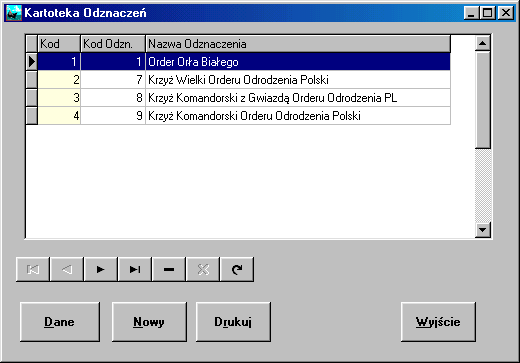 Kartoteka Odznaczeń
Kod Kod Odzn. Nazwa Odznaczenia
1 1 Order Orła Białego
2 7 Krzyż Wielki Orderu Odrodzenia Polski
3 8 Krzyż Komandorski z Gwiazdą Orderu Odrodzenia PL
4 9 Krzyż Komandorski Orderu Odrodzenia Polski
Dane Nowy Drukuj Wyjście